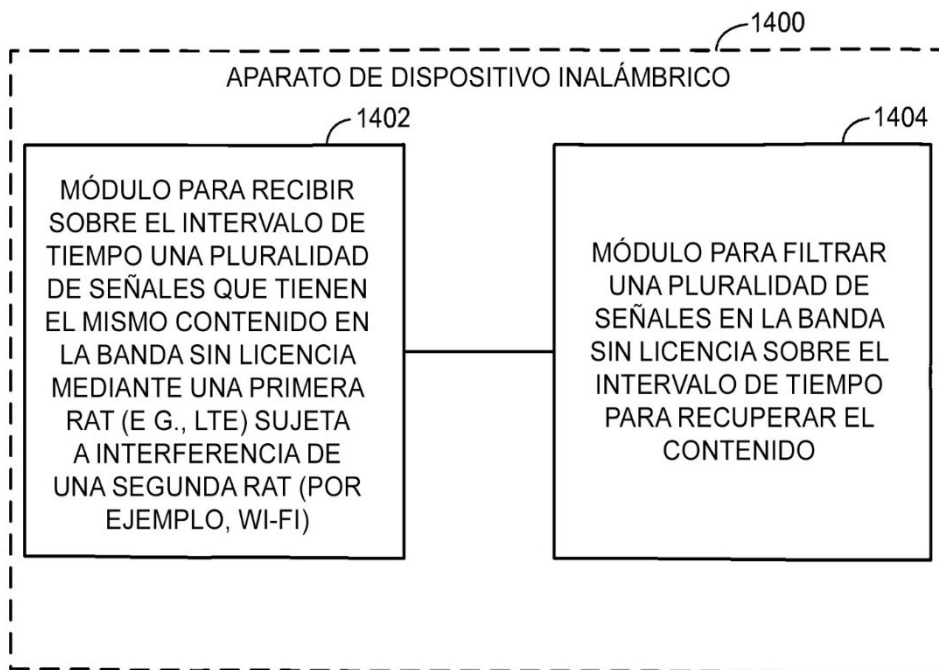 1400
APARATO DE DISPOSITIVO INALÁMBRICO
1402
MÓDULO PARA RECIBIR
SOBRE EL INTERVALO DE
TIEMPO UNA PLURALIDAD
DE SEÑALES QUE TIENEN
EL MISMO CONTENIDO EN
LA BANDA SIN LICENCIA
MEDIANTE UNA PRIMERA
RAT (E G., LTE) SUJETA
A INTERFERENCIA DE
UNA SEGUNDA RAT (POR
EJEMPLO, WI-FI)
1404
MÓDULO PARA FILTRAR
UNA PLURALIDAD DE
SEÑALES EN LA BANDA
SIN LICENCIA SOBRE EL
INTERVALO DE TIEMPO
PARA RECUPERAR EL
CONTENIDO